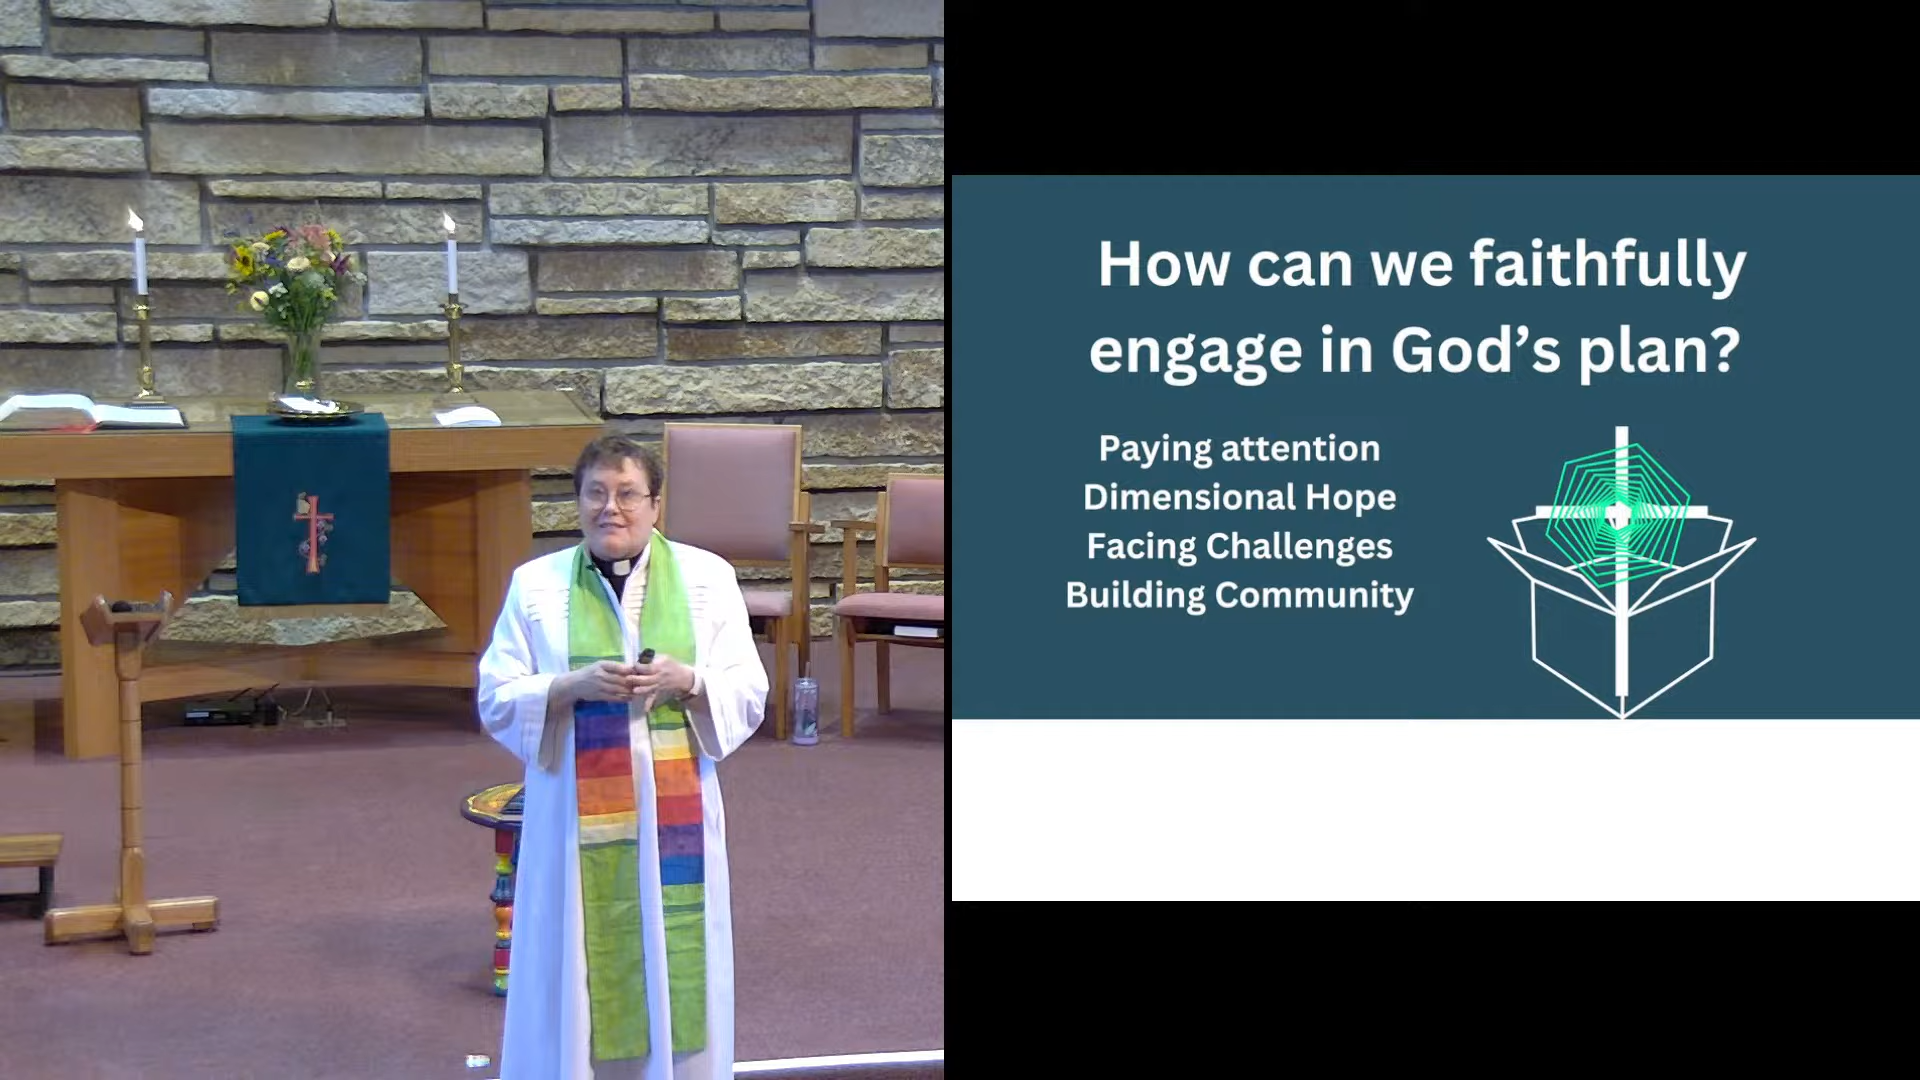 How can we faithfully
engage in God's plan?
Paying attention
Dimensional Hope
Facing Challenges
Building Community